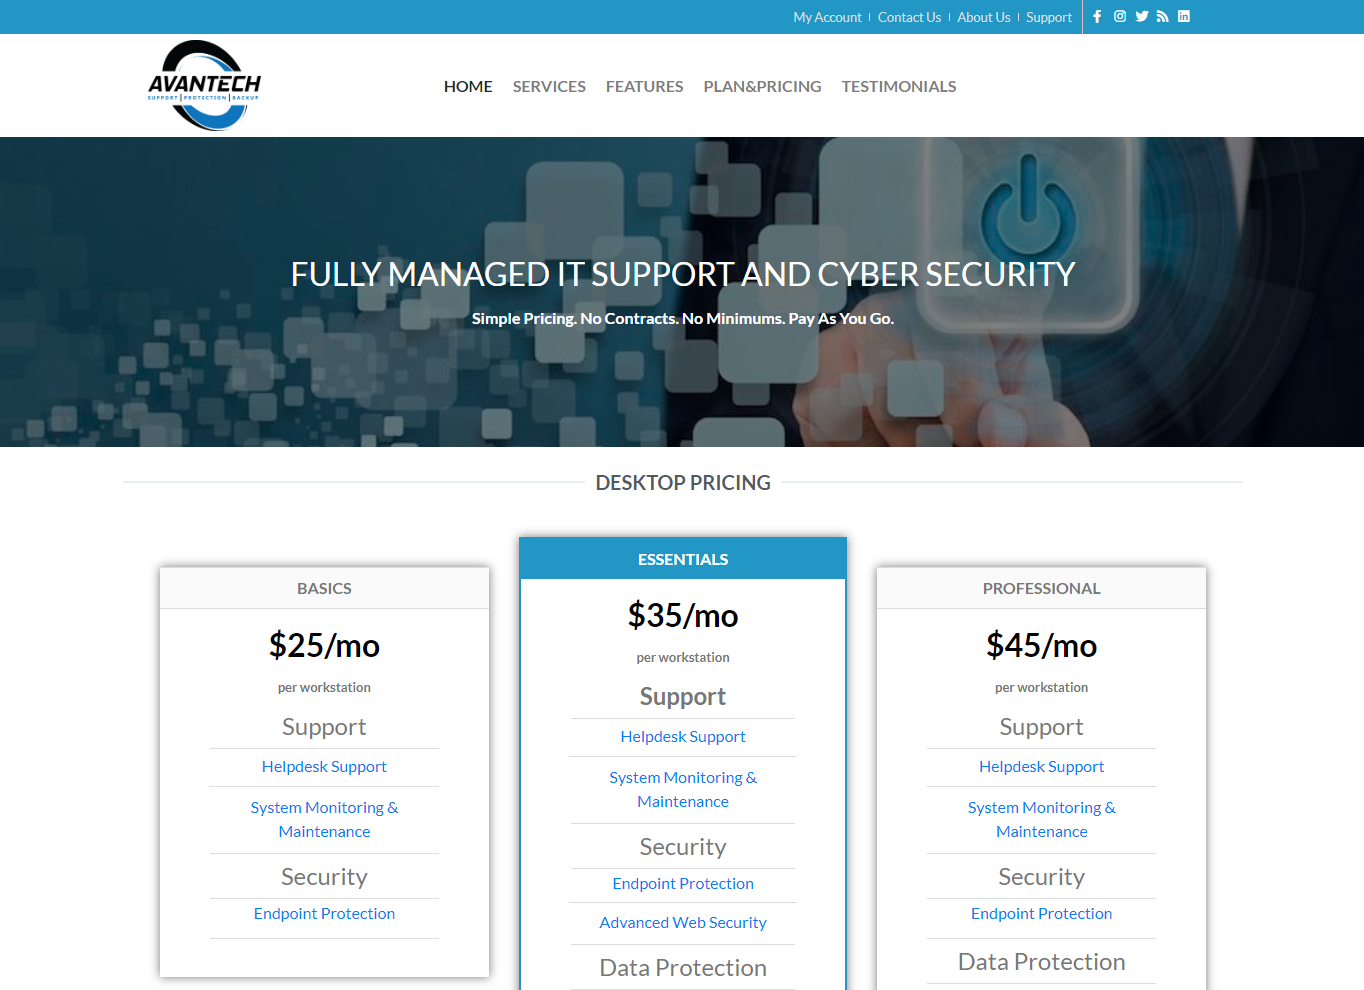 My Account
Contact Us
About Us
Support
AVANTECH
SUPPORT | PROTECTION | BACKUP
HOME
SERVICES
FEATURES
PLAN&PRICING
TESTIMONIALS
FULLY MANAGED IT SUPPORT AND CYBER SECURITY
Simple Pricing. No Contracts. No Minimums. Pay As You Go.
DESKTOP PRICING
BASICS
$25/mo
per workstation
Support
Helpdesk Support
System Monitoring &
Maintenance
Security
Endpoint Protection
ESSENTIALS
$35/mo
per workstation
Support
Helpdesk Support
System Monitoring &
Maintenance
Security
Endpoint Protection
Advanced Web Security
Data Protection
PROFESSIONAL
$45/mo
per workstation
Support
Helpdesk Support
System Monitoring &
Maintenance
Security
Endpoint Protection
Data Protection